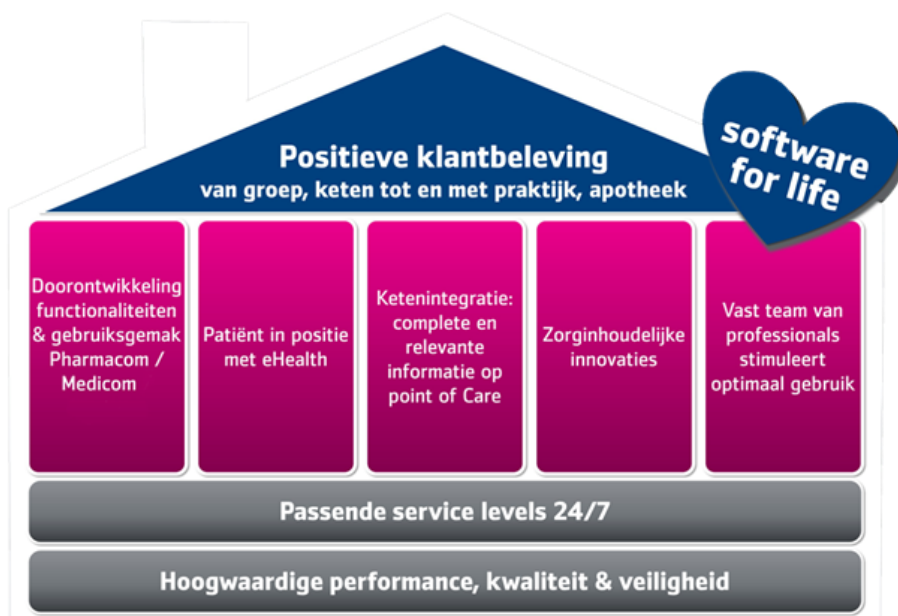 Positieve klantbeleving
van groep, keten tot en met praktijk, apotheek
software
for life
Doorontwikkeling
functionaliteiten
& gebruiksgemak
Pharmacom /
Medicom
Patiënt in positie
met eHealth
Ketenintegratie:
complete en
relevante
informatie op
point of Care
Zorginhoudelijke
innovaties
Vast team van
professionals
stimuleert
optimaal gebruik
Passende service levels 24/7
Hoogwaardige performance, kwaliteit & veiligheid